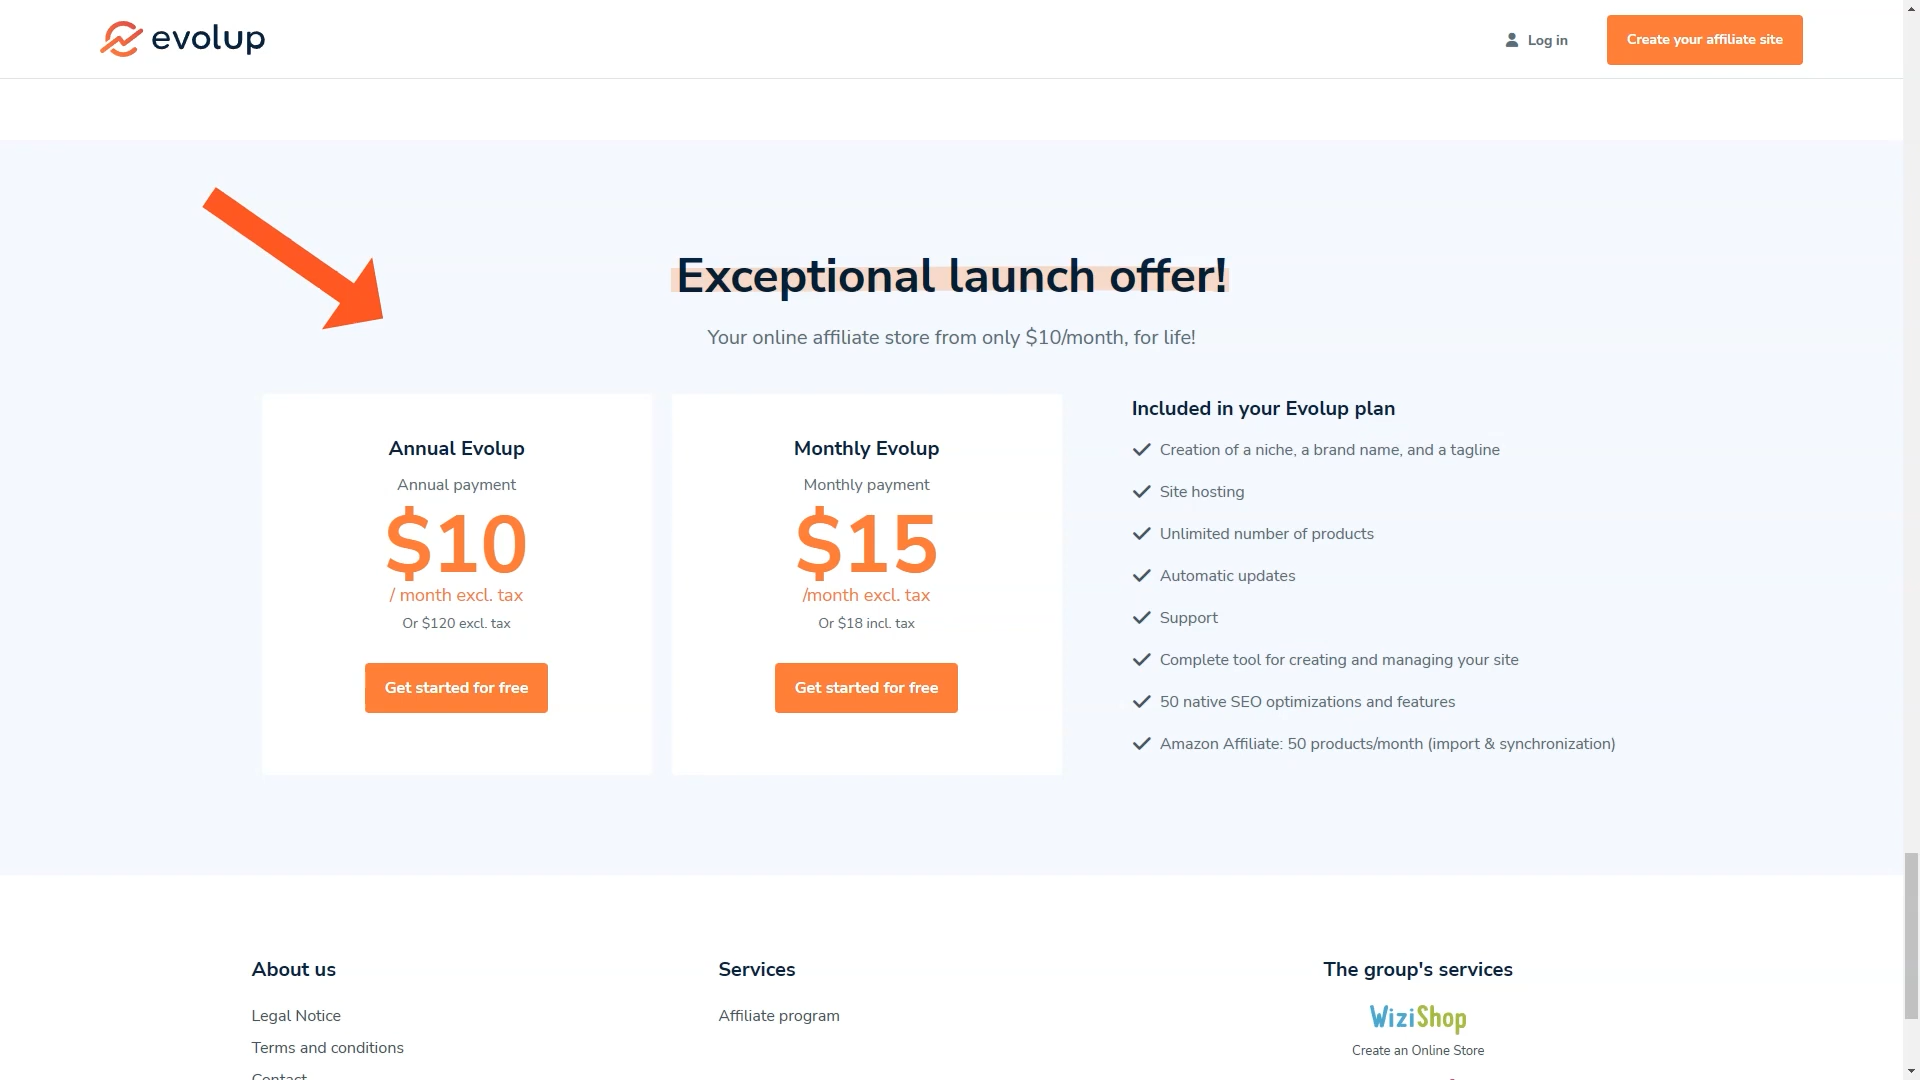 evolup
Log in
Create your affiliate site
Exceptional launch offer!
Your online affiliate store from only $10/month, for life!
Annual Evolup
Annual payment
$10
/ month excl. tax
Or $120 excl. tax
Get started for free
Monthly Evolup
Monthly payment
$15
/month excl. tax
Or $18 incl. tax
Get started for free
Included in your Evolup plan
Creation of a niche, a brand name, and a tagline
Site hosting
Unlimited number of products
Automatic updates
Support
Complete tool for creating and managing your site
50 native SEO optimizations and features
Amazon Affiliate: 50 products/month (import & synchronization)
About us
Legal Notice
Terms and conditions
Contact
Services
Affiliate program
The group's services
WiziShop
Create an Online Store